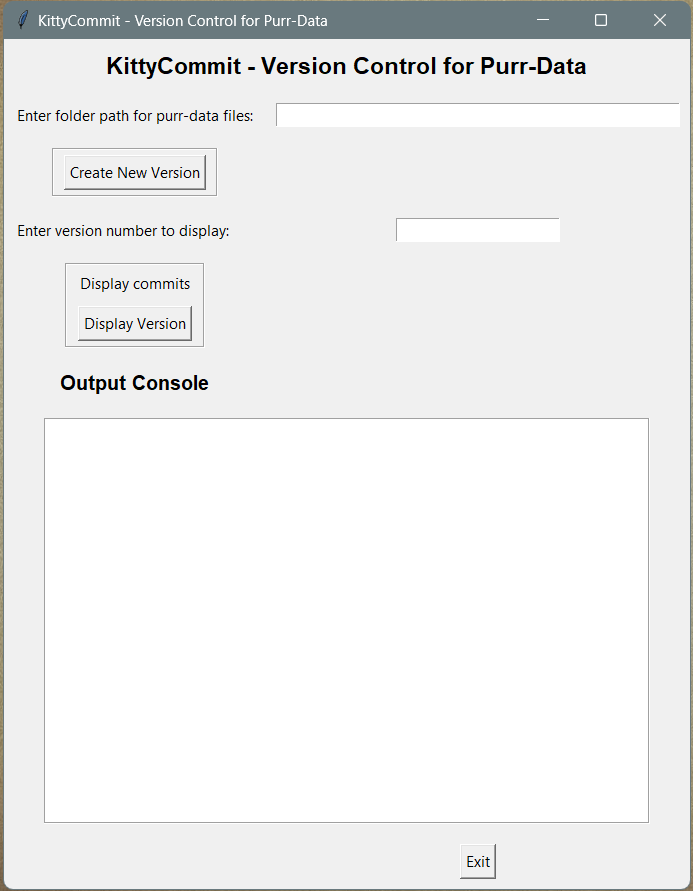 KittyCommit - Version Control for Purr-Data
KittyCommit - Version Control for Purr-Data
Enter folder path for purr-data files:
Create New Version
Enter version number to display:
Display commits
Display Version
Output Console
Exit